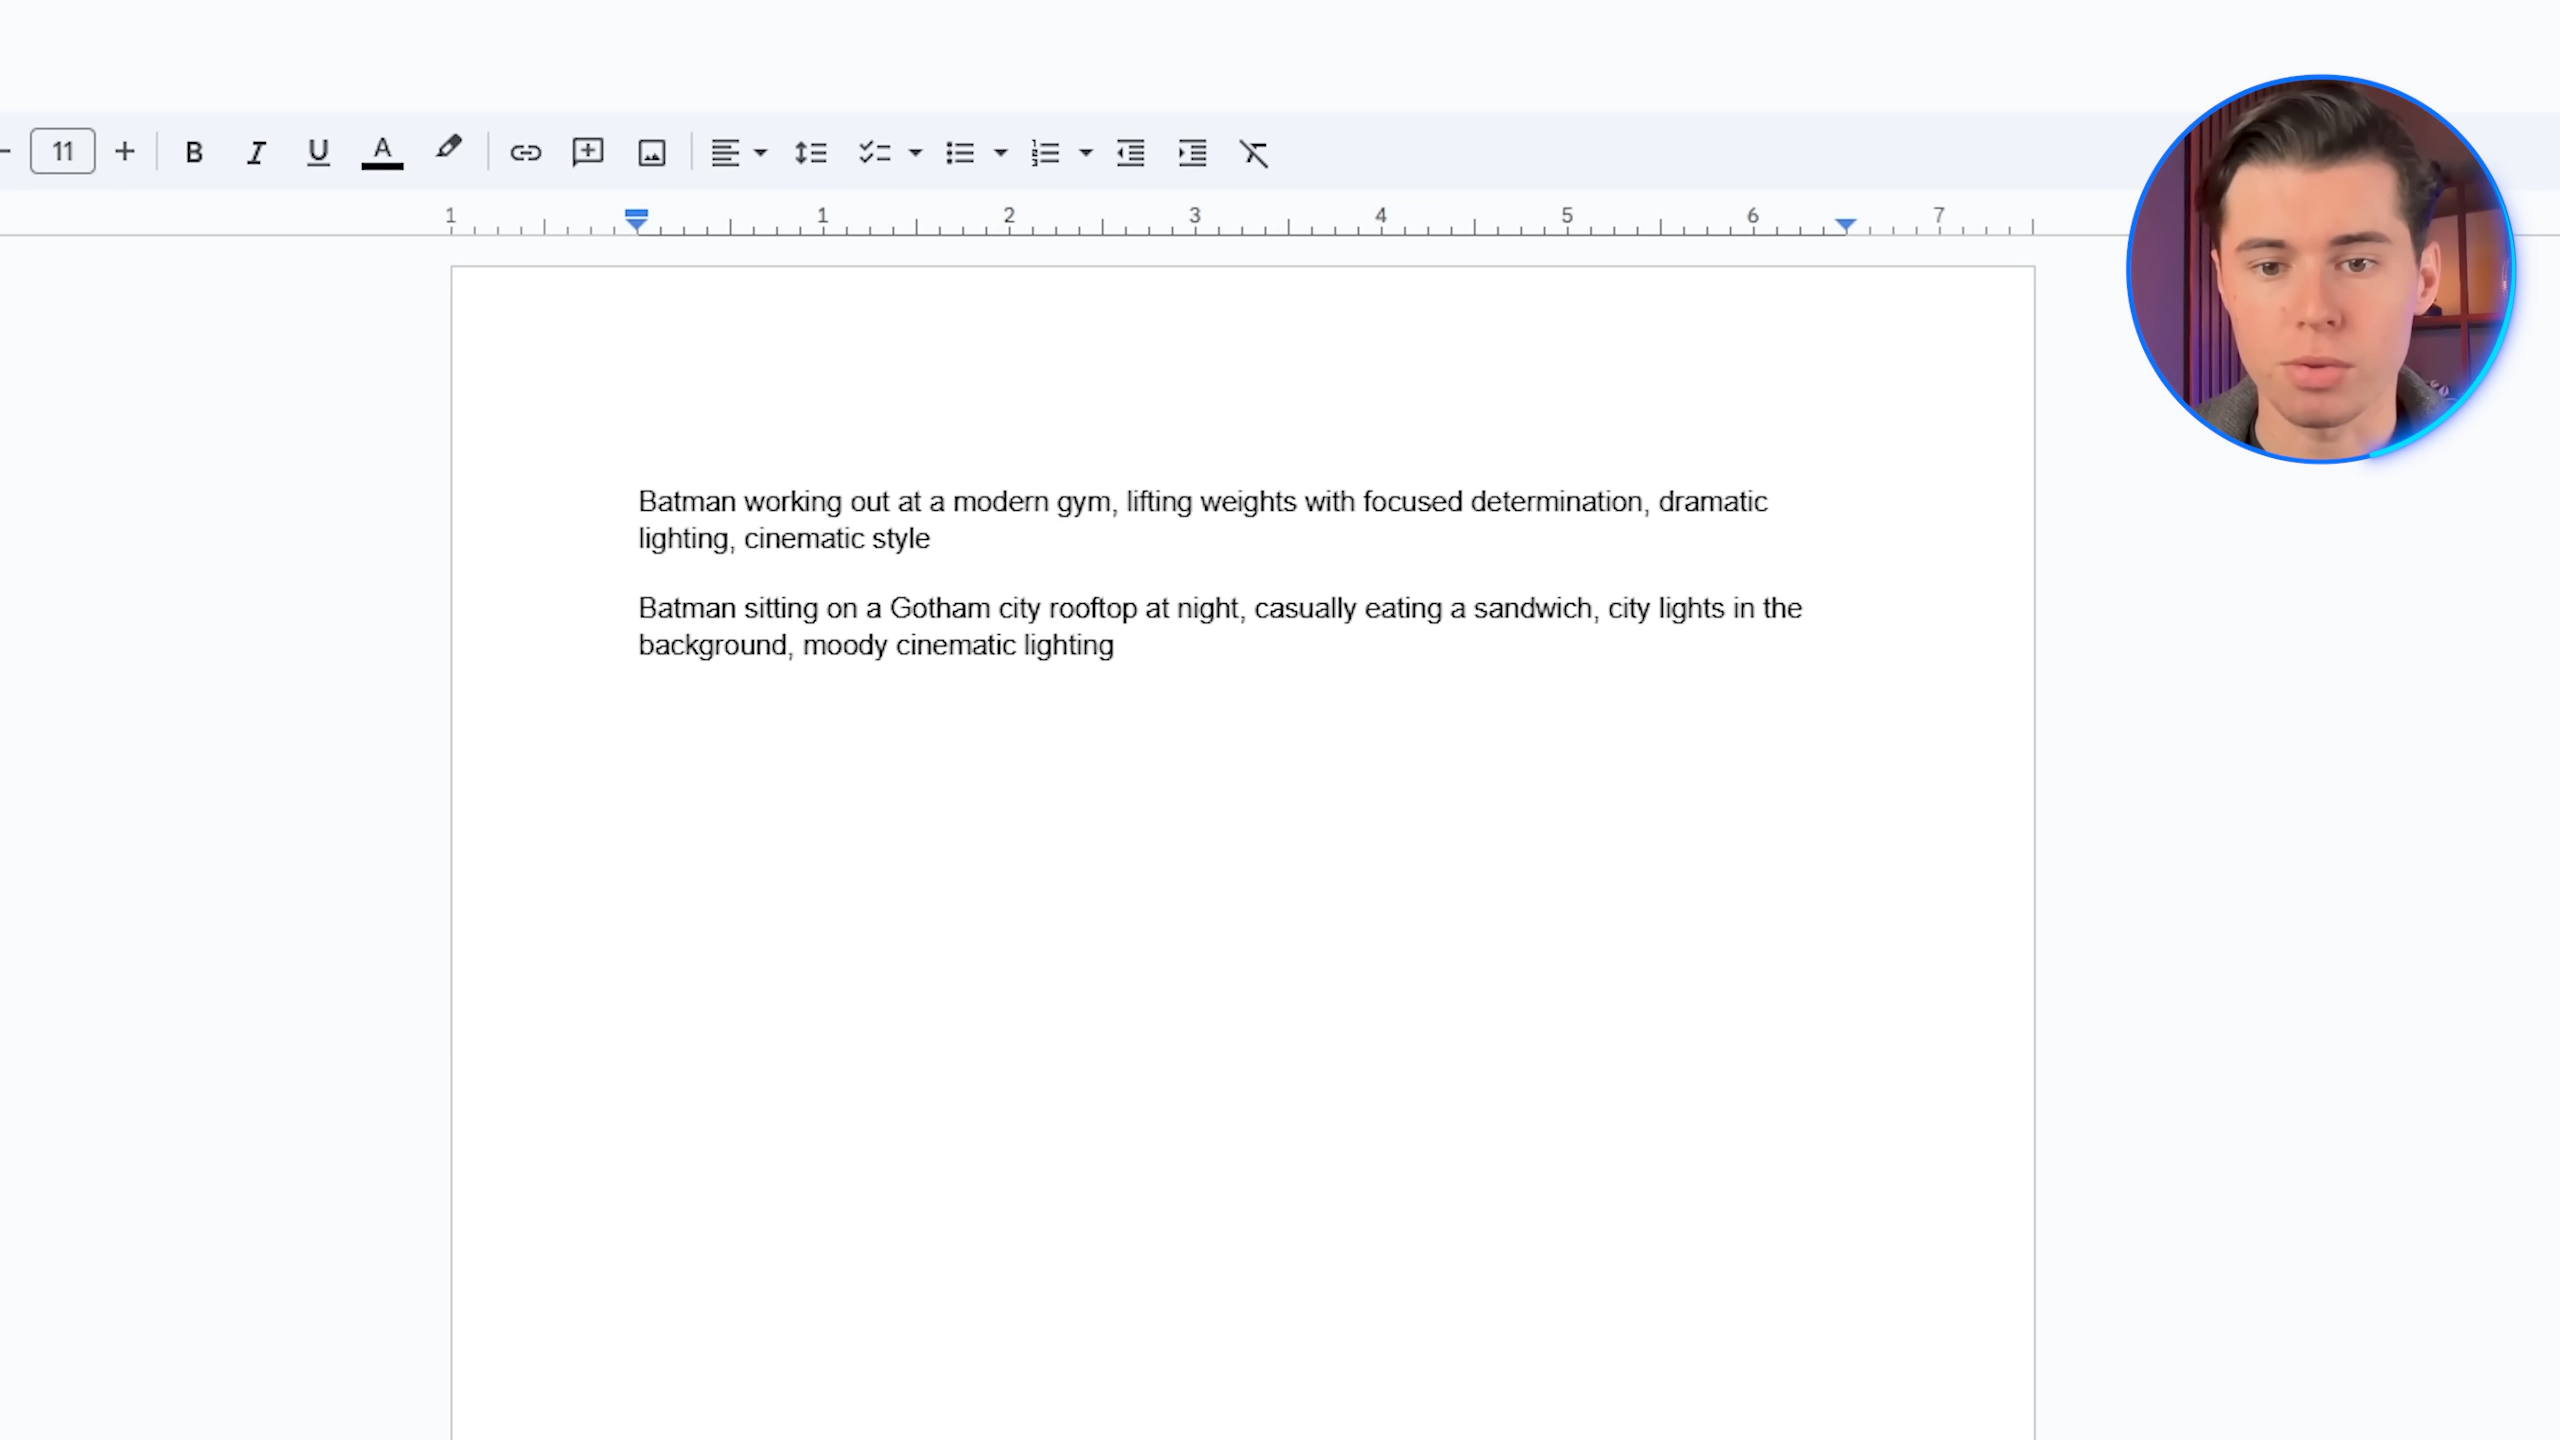 11
B I U A
1 1 2 3 4 5 6 7
Batman working out at a modern gym, lifting weights with focused determination, dramatic
lighting, cinematic style
Batman sitting on a Gotham city rooftop at night, casually eating a sandwich, city lights in the
background, moody cinematic lighting